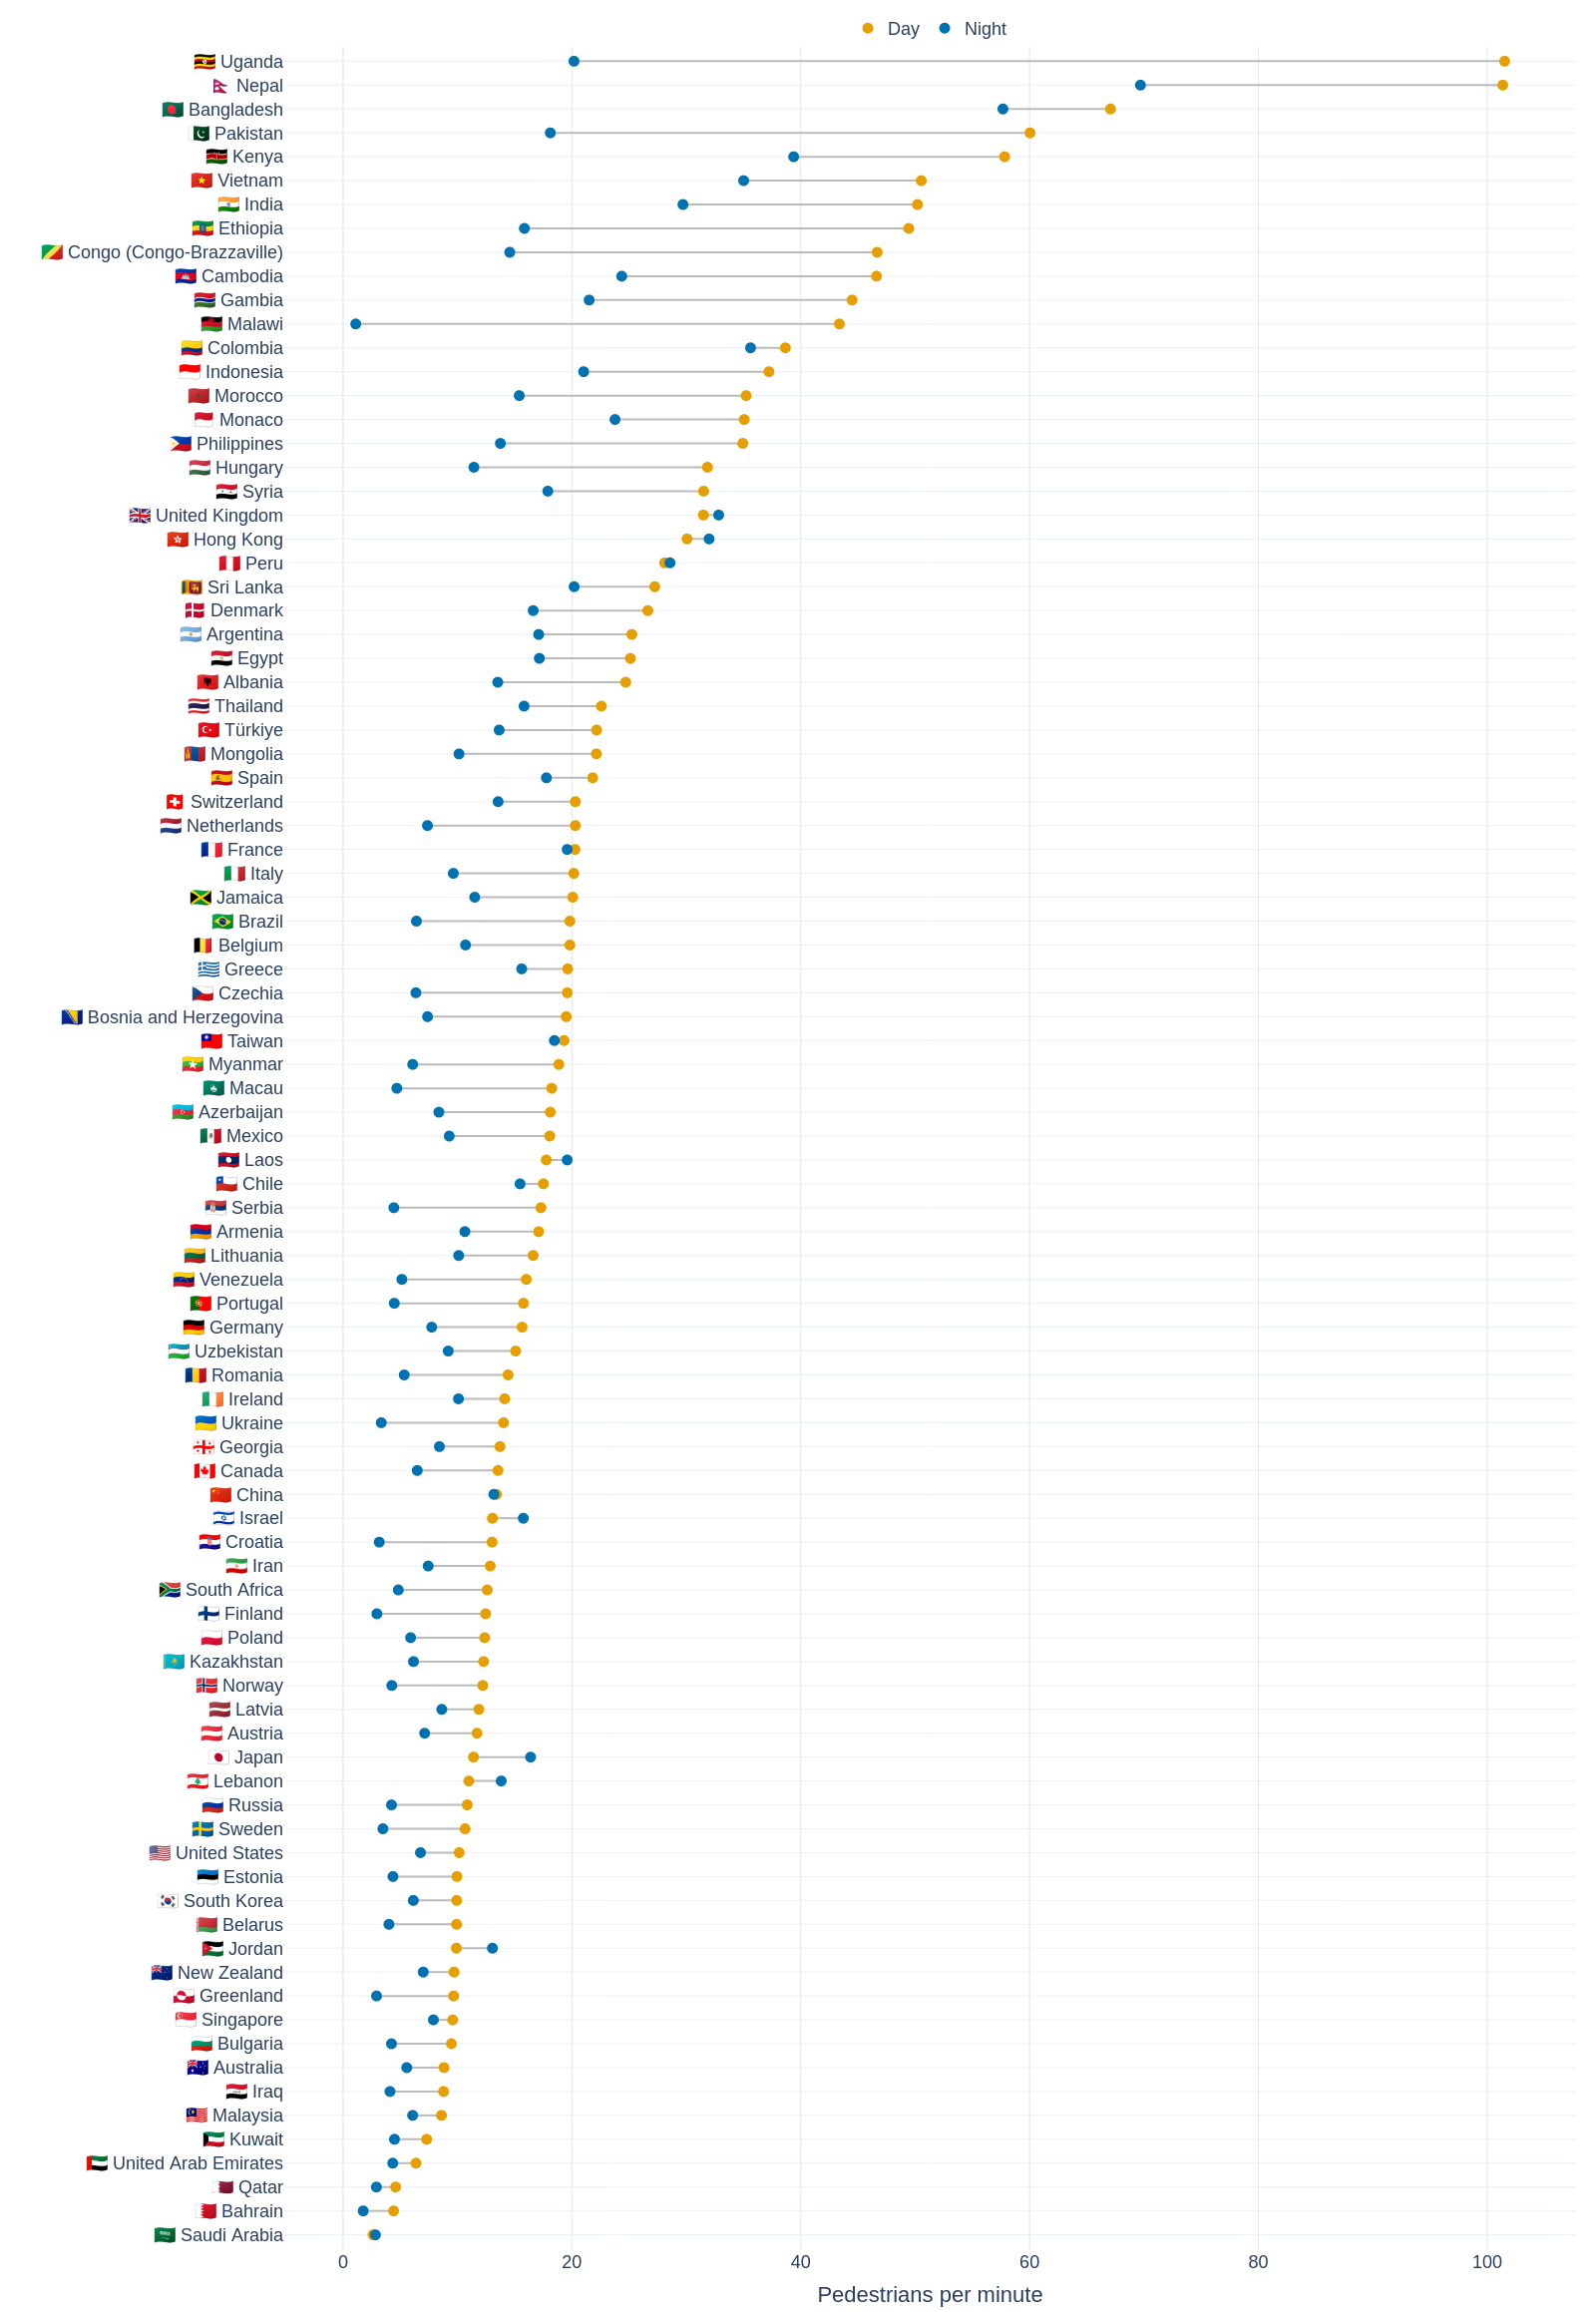 Day Night
Uganda
Nepal
Bangladesh
Pakistan
Kenya
Vietnam
India
Ethiopia
Congo (Congo-Brazzaville)
Cambodia
Gambia
Malawi
Colombia
Indonesia
Morocco
Monaco
Philippines
Hungary
Syria
United Kingdom
Hong Kong
Peru
Sri Lanka
Denmark
Argentina
Egypt
Albania
Thailand
Türkiye
Mongolia
Spain
Switzerland
Netherlands
France
Italy
Jamaica
Brazil
Belgium
Greece
Czechia
Bosnia and Herzegovina
Taiwan
Myanmar
Macau
Azerbaijan
Mexico
Laos
Chile
Serbia
Armenia
Lithuania
Venezuela
Portugal
Germany
Uzbekistan
Romania
Ireland
Ukraine
Georgia
Canada
China
Israel
Croatia
Iran
South Africa
Finland
Poland
Kazakhstan
Norway
Latvia
Austria
Japan
Lebanon
Russia
Sweden
United States
Estonia
South Korea
Belarus
Jordan
New Zealand
Greenland
Singapore
Bulgaria
Australia
Iraq
Malaysia
Kuwait
United Arab Emirates
Qatar
Bahrain
Saudi Arabia
0 20 40 60 80 100
Pedestrians per minute